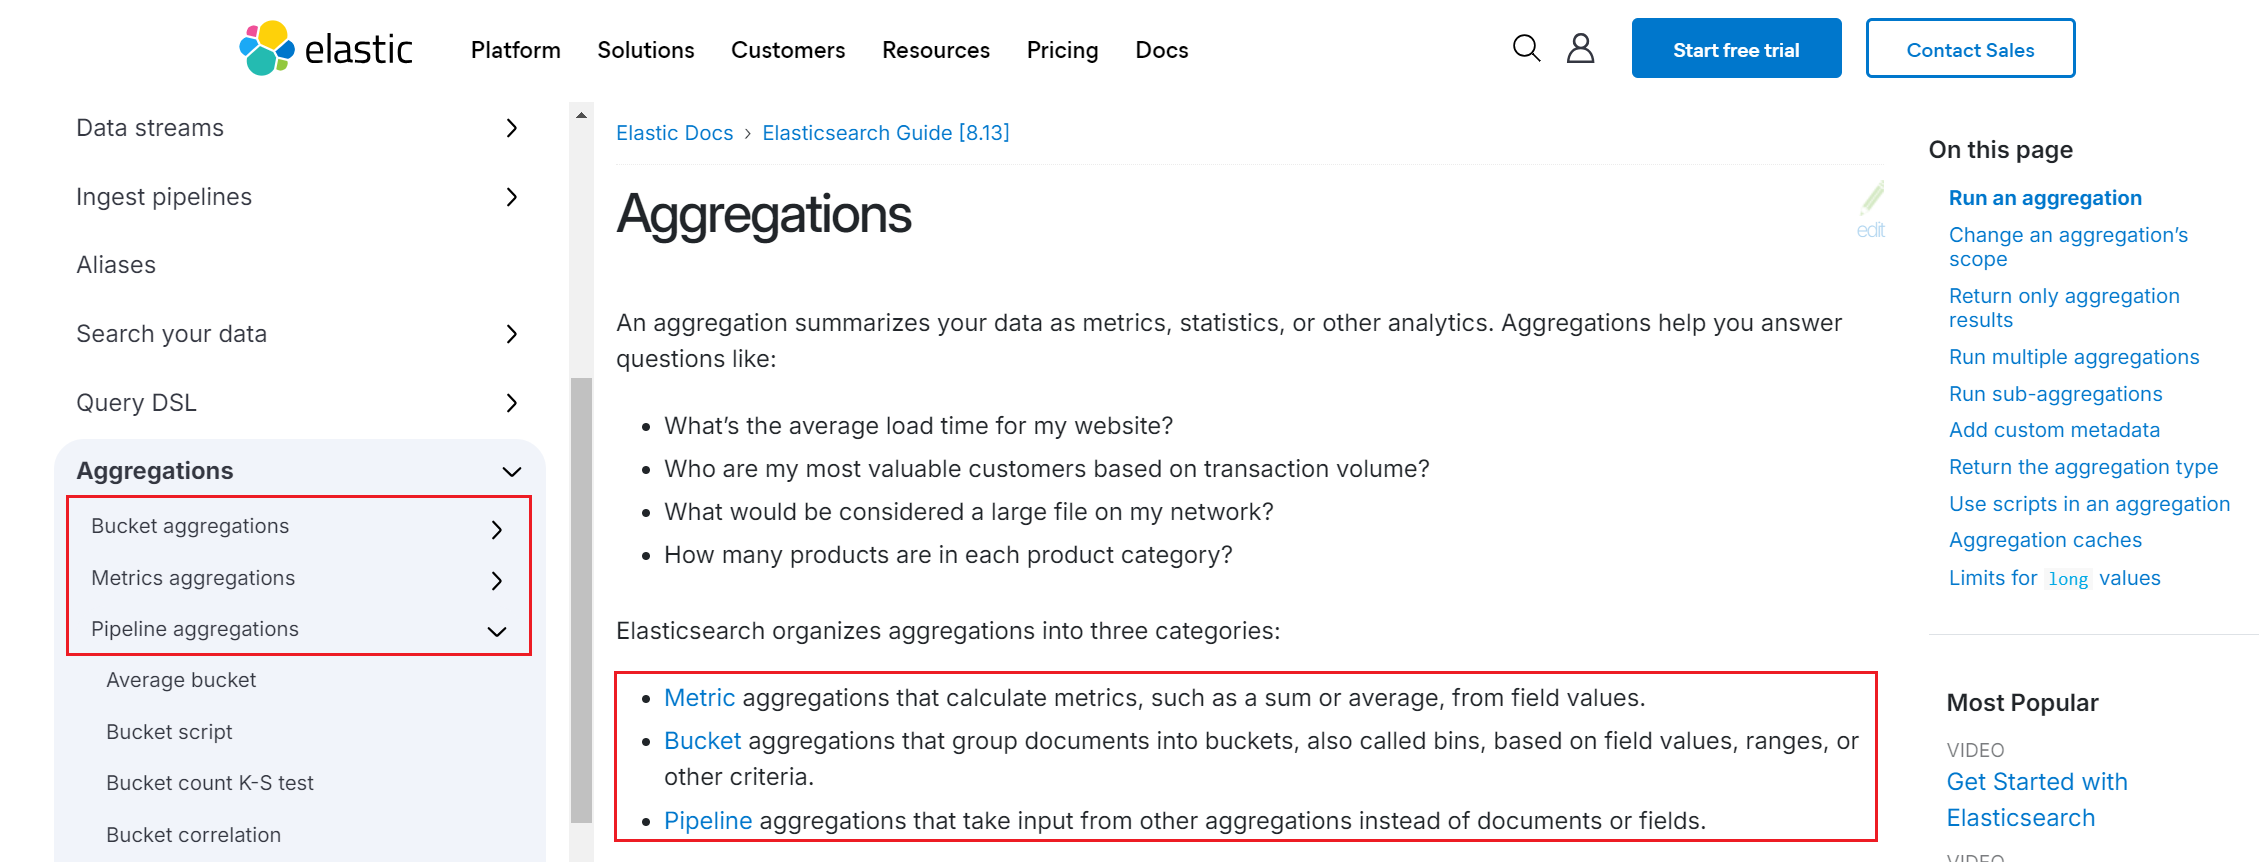 elastic
Platform
Solutions
Customers
Resources
Pricing
Docs
Start free trial
Contact Sales
Data streams
Ingest pipelines
Aliases
Search your data
Query DSL
Aggregations
Bucket aggregations
Metrics aggregations
Pipeline aggregations
Average bucket
Bucket script
Bucket count K-S test
Bucket correlation
Elastic Docs › Elasticsearch Guide [8.13]
Aggregations
edit
An aggregation summarizes your data as metrics, statistics, or other analytics. Aggregations help you answer
questions like:
• What’s the average load time for my website?
• Who are my most valuable customers based on transaction volume?
• What would be considered a large file on my network?
• How many products are in each product category?
Elasticsearch organizes aggregations into three categories:
• Metric aggregations that calculate metrics, such as a sum or average, from field values.
• Bucket aggregations that group documents into buckets, also called bins, based on field values, ranges, or
other criteria.
• Pipeline aggregations that take input from other aggregations instead of documents or fields.
On this page
Run an aggregation
Change an aggregation’s
scope
Return only aggregation
results
Run multiple aggregations
Run sub-aggregations
Add custom metadata
Return the aggregation type
Use scripts in an aggregation
Aggregation caches
Limits for long values
Most Popular
VIDEO
Get Started with
Elasticsearch
VIDEO